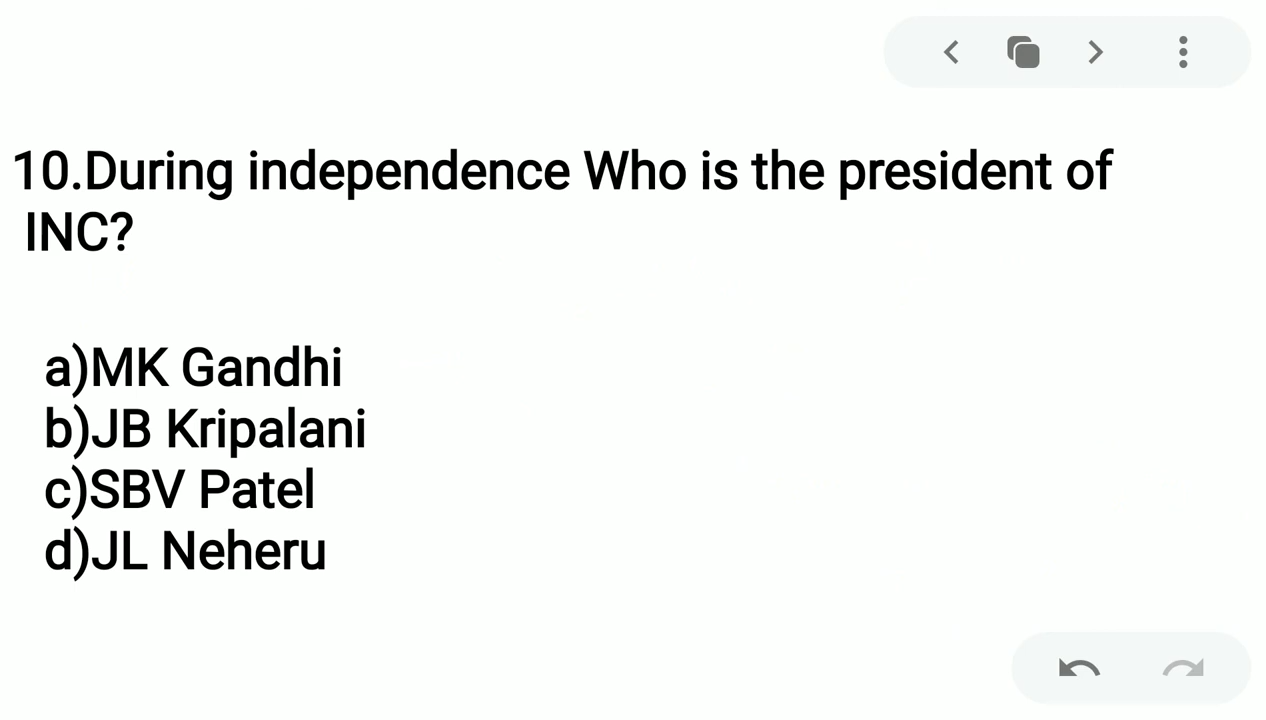 10.During independence Who is the president of
INC?
a)MK Gandhi
b)JB Kripalani
c)SBV Patel
d)JL Neheru